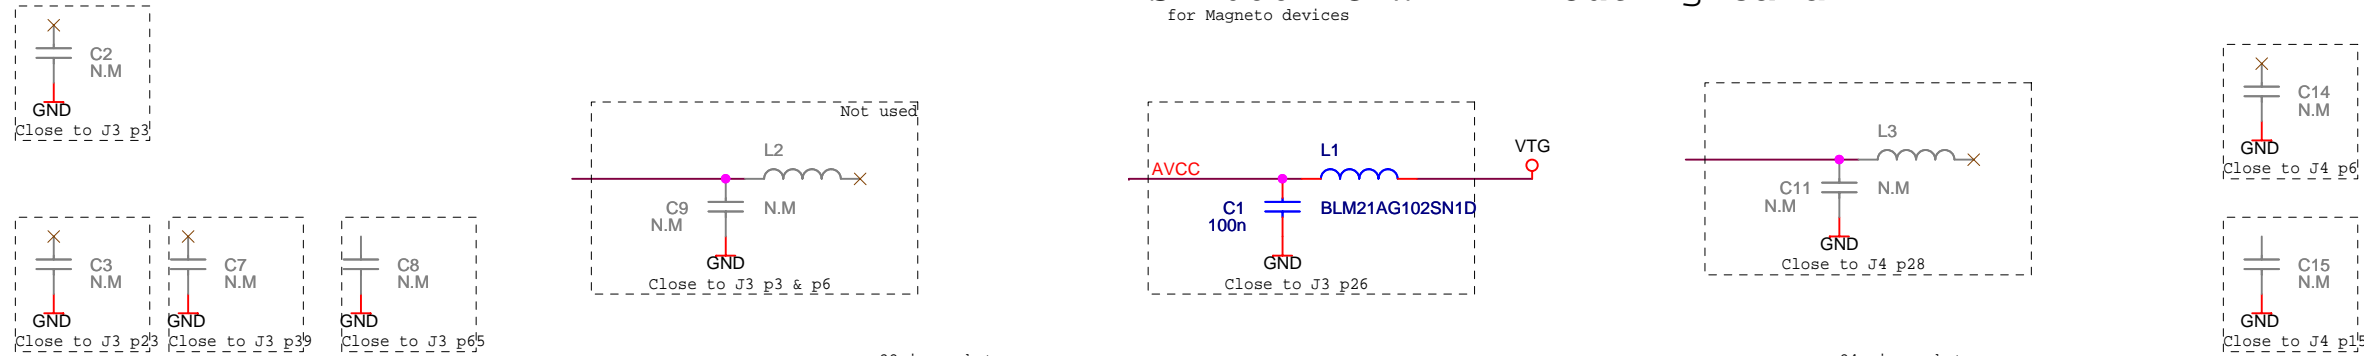 for Magneto devices
C2
N.M
GND
Close to J3 p3
C14
N.M
GND
Close to J4 p6
Not used
L2
C9
N.M
N.M
GND
Close to J3 p3 & p6
AVCC
L1
VTG
C1
100n
BLM21AG102SN1D
GND
Close to J3 p26
L3
C11
N.M
N.M
GND
Close to J4 p28
C3
N.M
GND
Close to J3 p23
C7
N.M
GND
Close to J3 p39
C8
N.M
GND
Close to J3 p65
C15
N.M
GND
Close to J4 p15